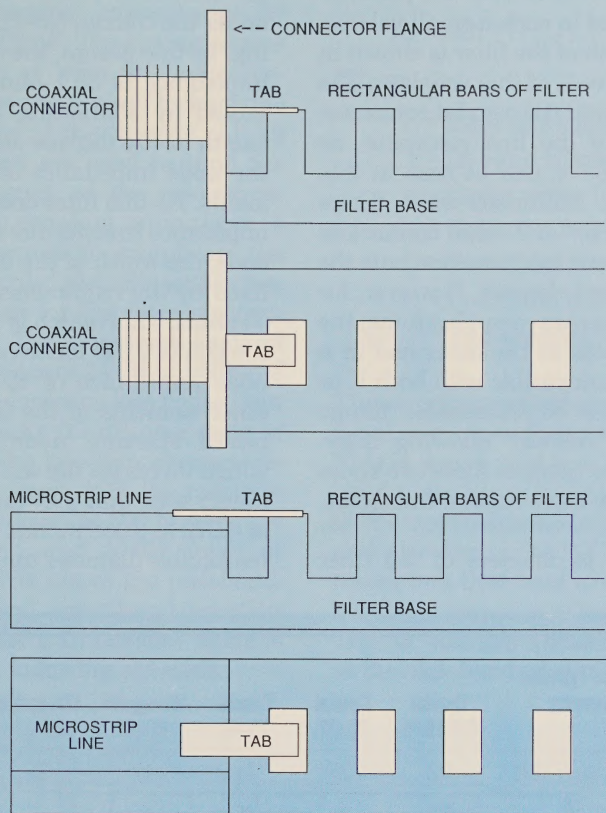 <-- CONNECTOR FLANGE
COAXIAL
CONNECTOR
TAB
RECTANGULAR BARS OF FILTER
FILTER BASE
COAXIAL
CONNECTOR
TAB
MICROSTRIP LINE
TAB
RECTANGULAR BARS OF FILTER
FILTER BASE
MICROSTRIP
LINE
TAB